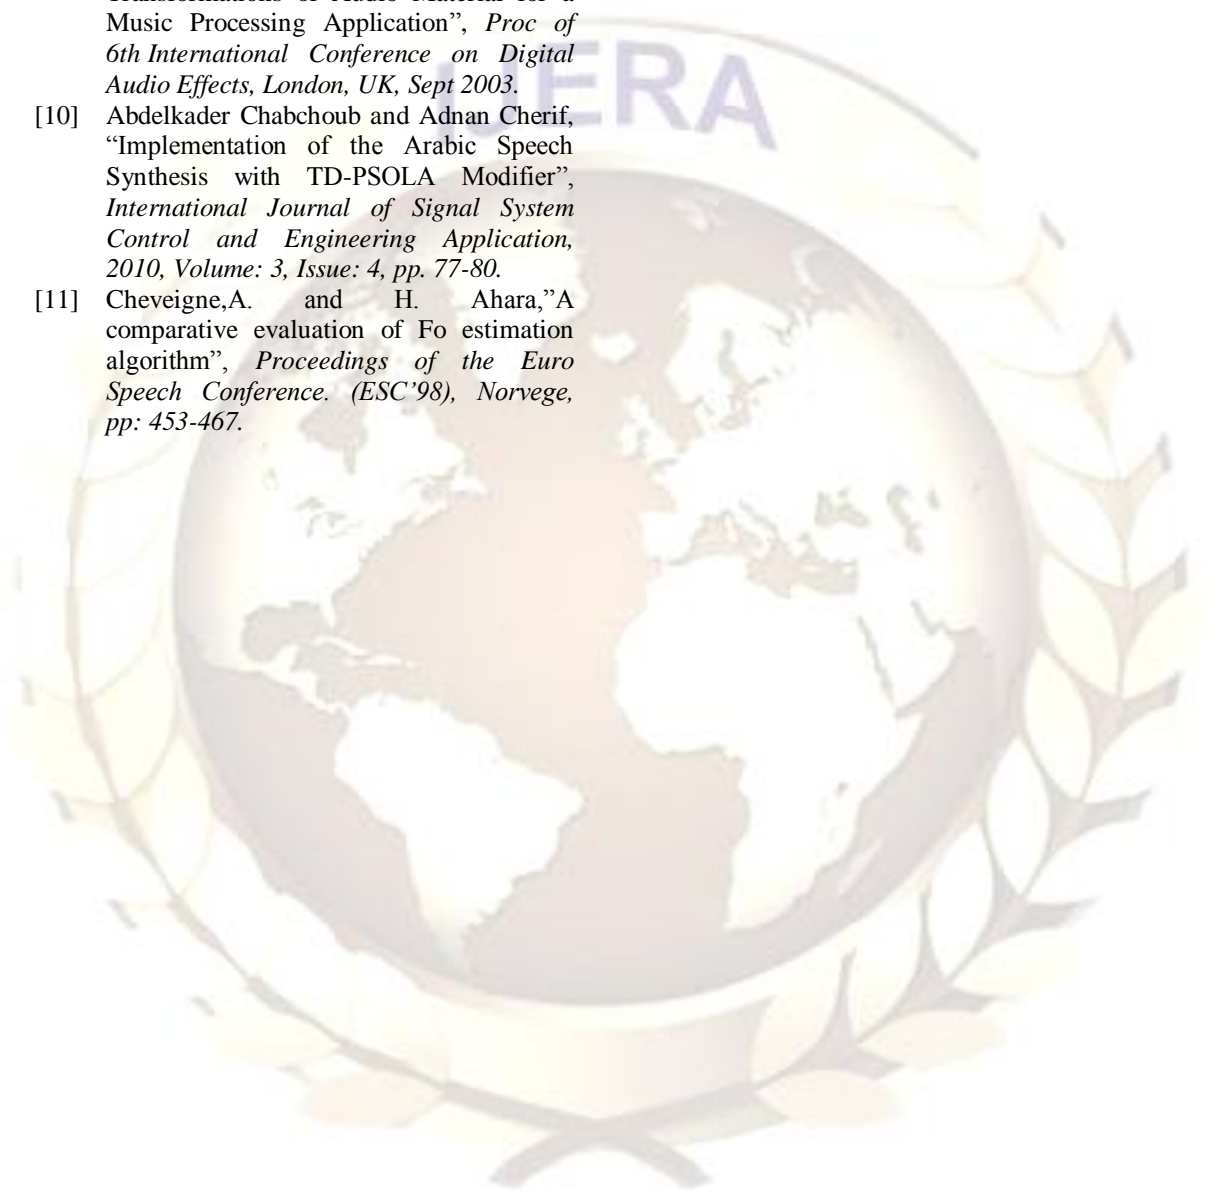 Transformations of Audio Material for a
Music Processing Application”, Proc of
6th International Conference on Digital
Audio Effects, London, UK, Sept 2003.
[10] Abdelkader Chabchoub and Adnan Cherif,
“Implementation of the Arabic Speech
Synthesis with TD-PSOLA Modifier”,
International Journal of Signal System
Control and Engineering Application,
2010, Volume: 3, Issue: 4, pp. 77-80.
[11] Cheveigne,A. and H. Ahara,”A
comparative evaluation of Fo estimation
algorithm”, Proceedings of the Euro
Speech Conference. (ESC’98), Norvege,
pp: 453-467.
IJERA